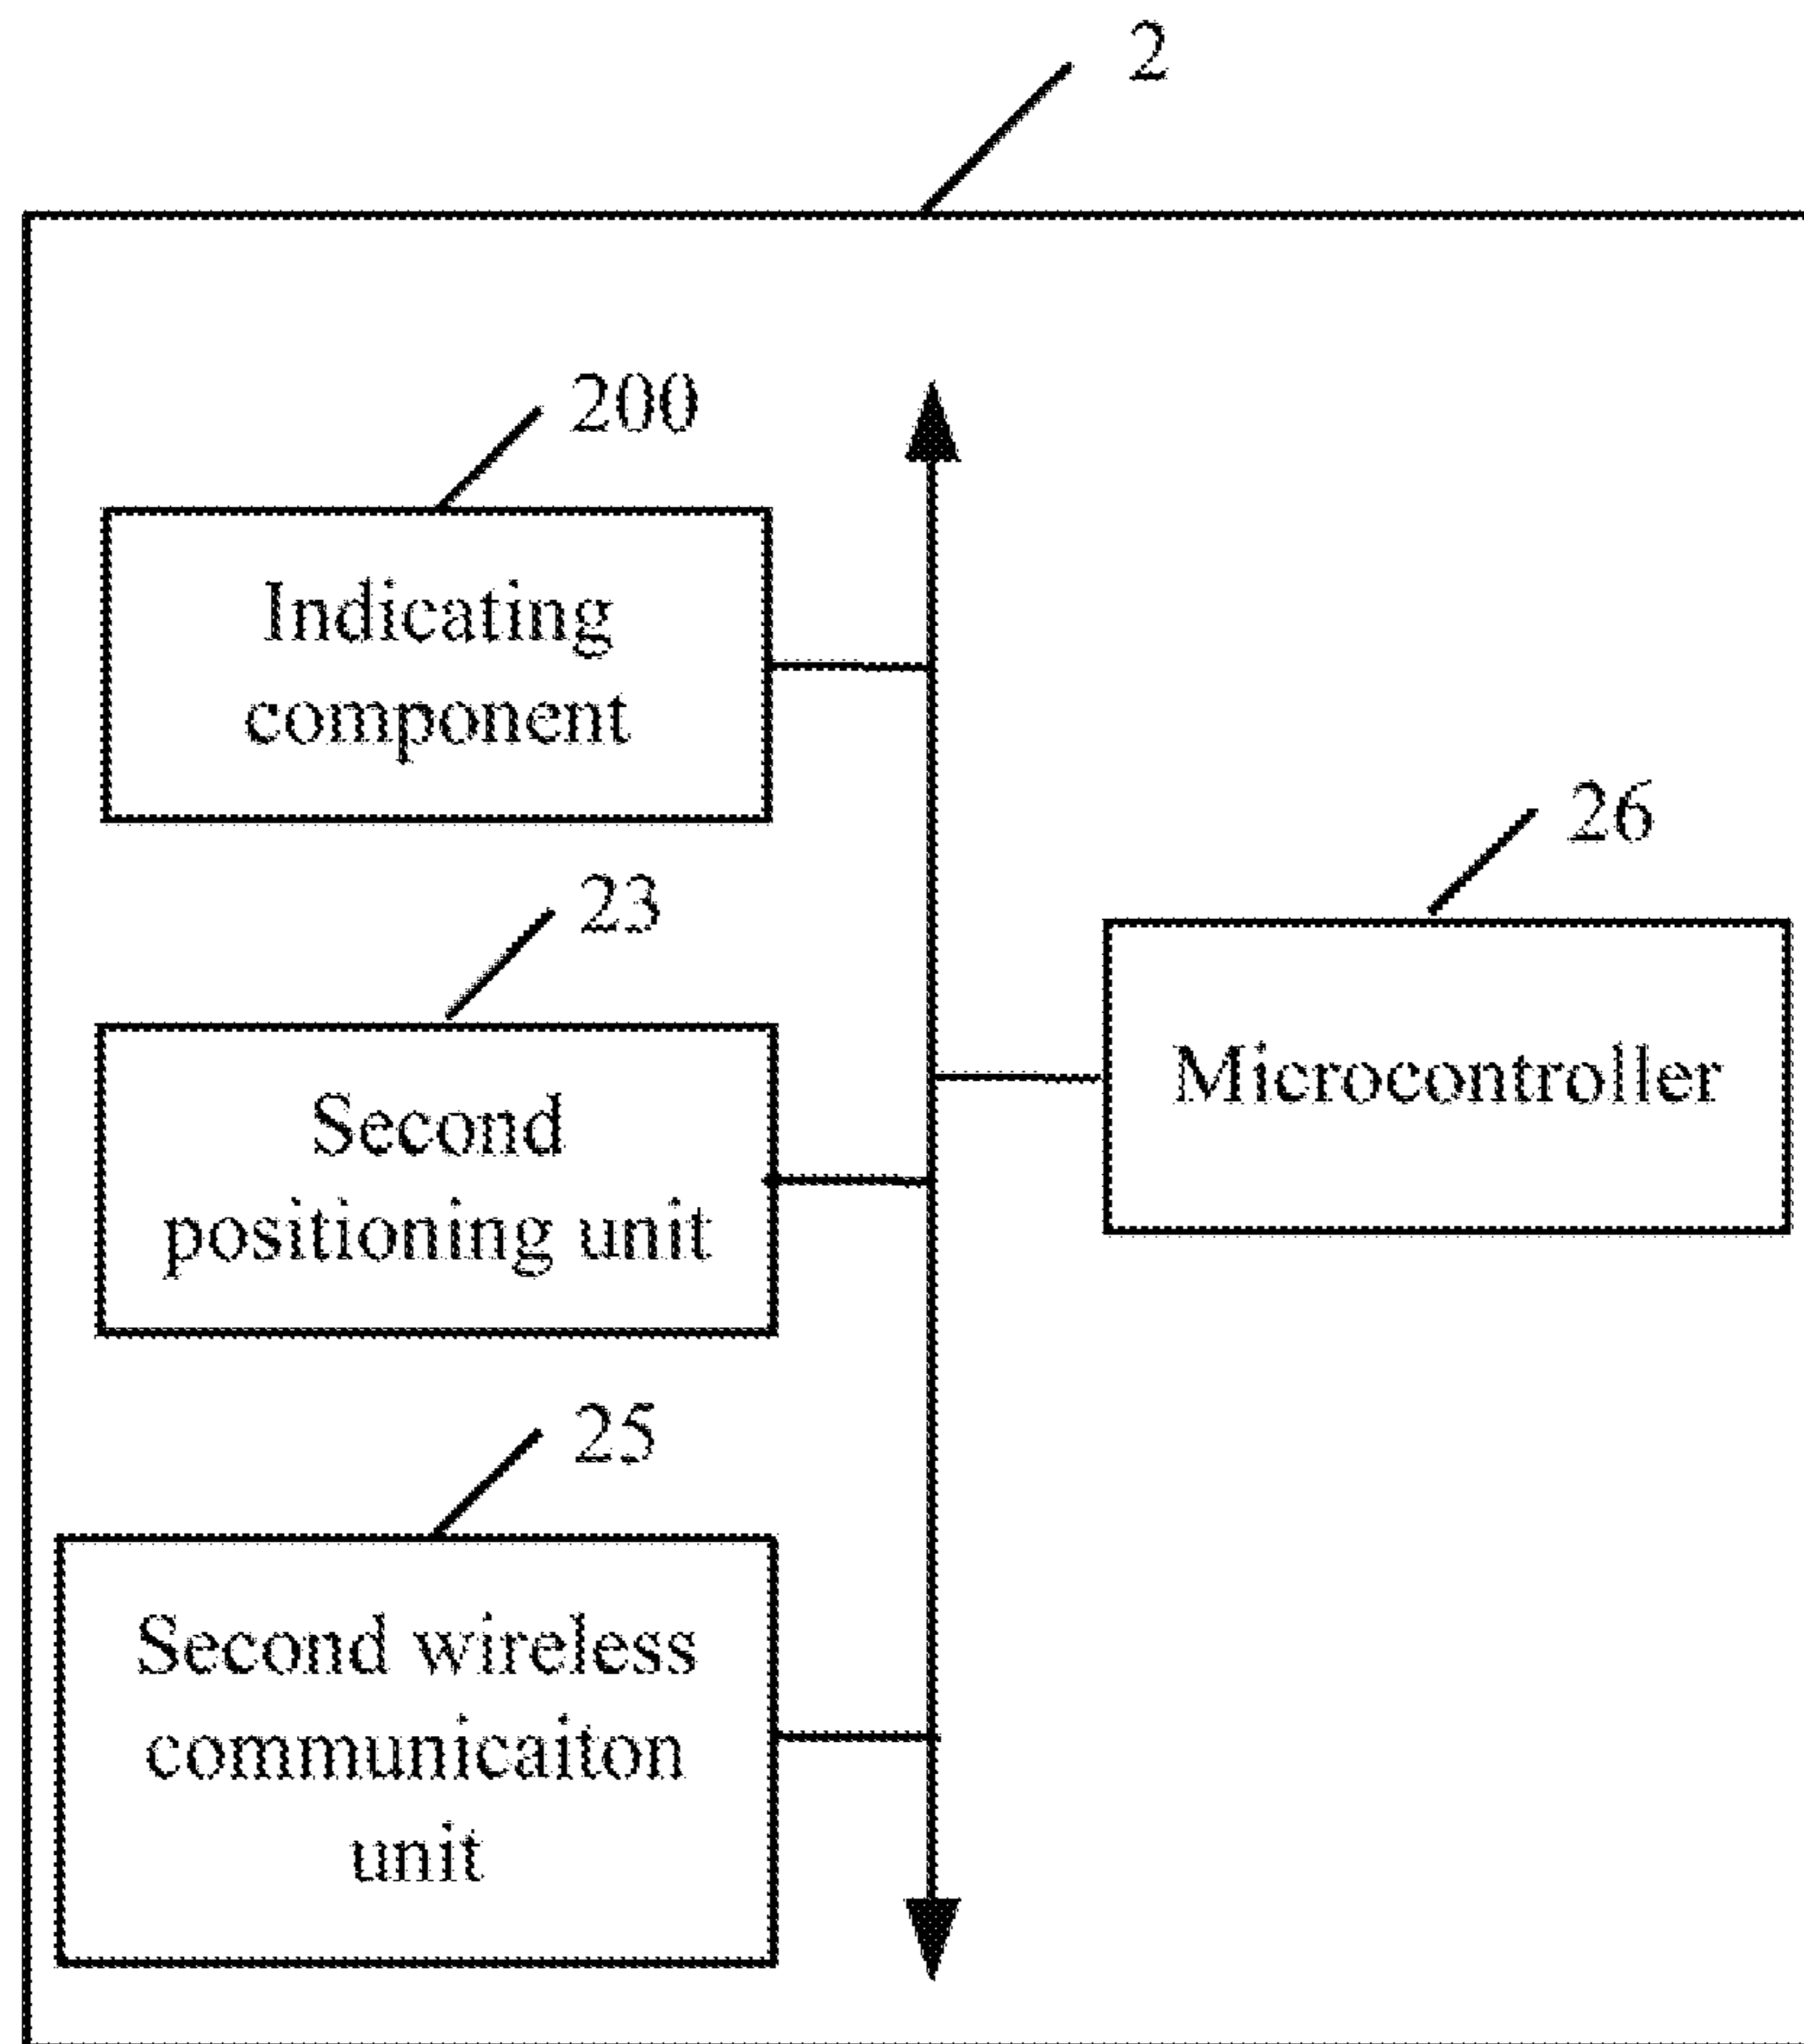 2
200
Indicating
component
26
23
Microcontroller
Second
positioning unit
25
Second wireless
communicaiton
unit